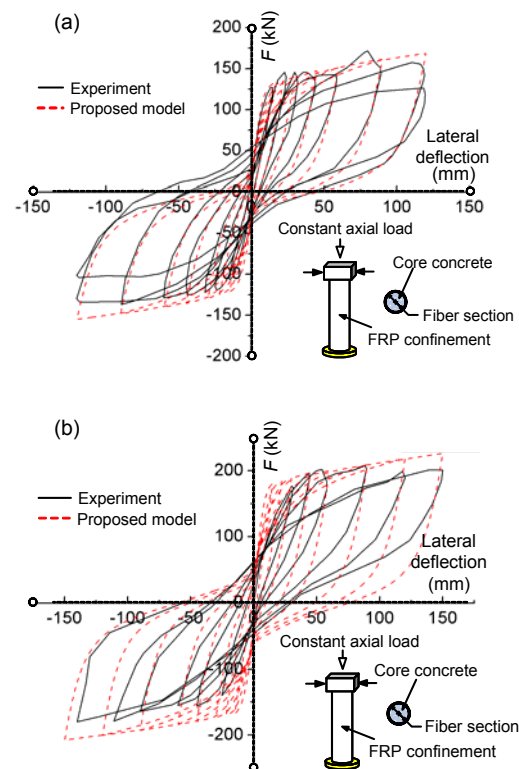 (a)
F (kN)
200
150
100
50
0
-50
-100
-150
-200
-150 -100 -50 0 50 100 150
Experiment
Proposed model
Lateral
deflection
(mm)
Constant axial load
Core concrete
Fiber section
FRP confinement
(b)
F (kN)
200
100
0
-100
-200
-150 -100 -50 0 50 100 150
Experiment
Proposed model
Lateral
deflection
(mm)
Constant axial load
Core concrete
Fiber section
FRP confinement